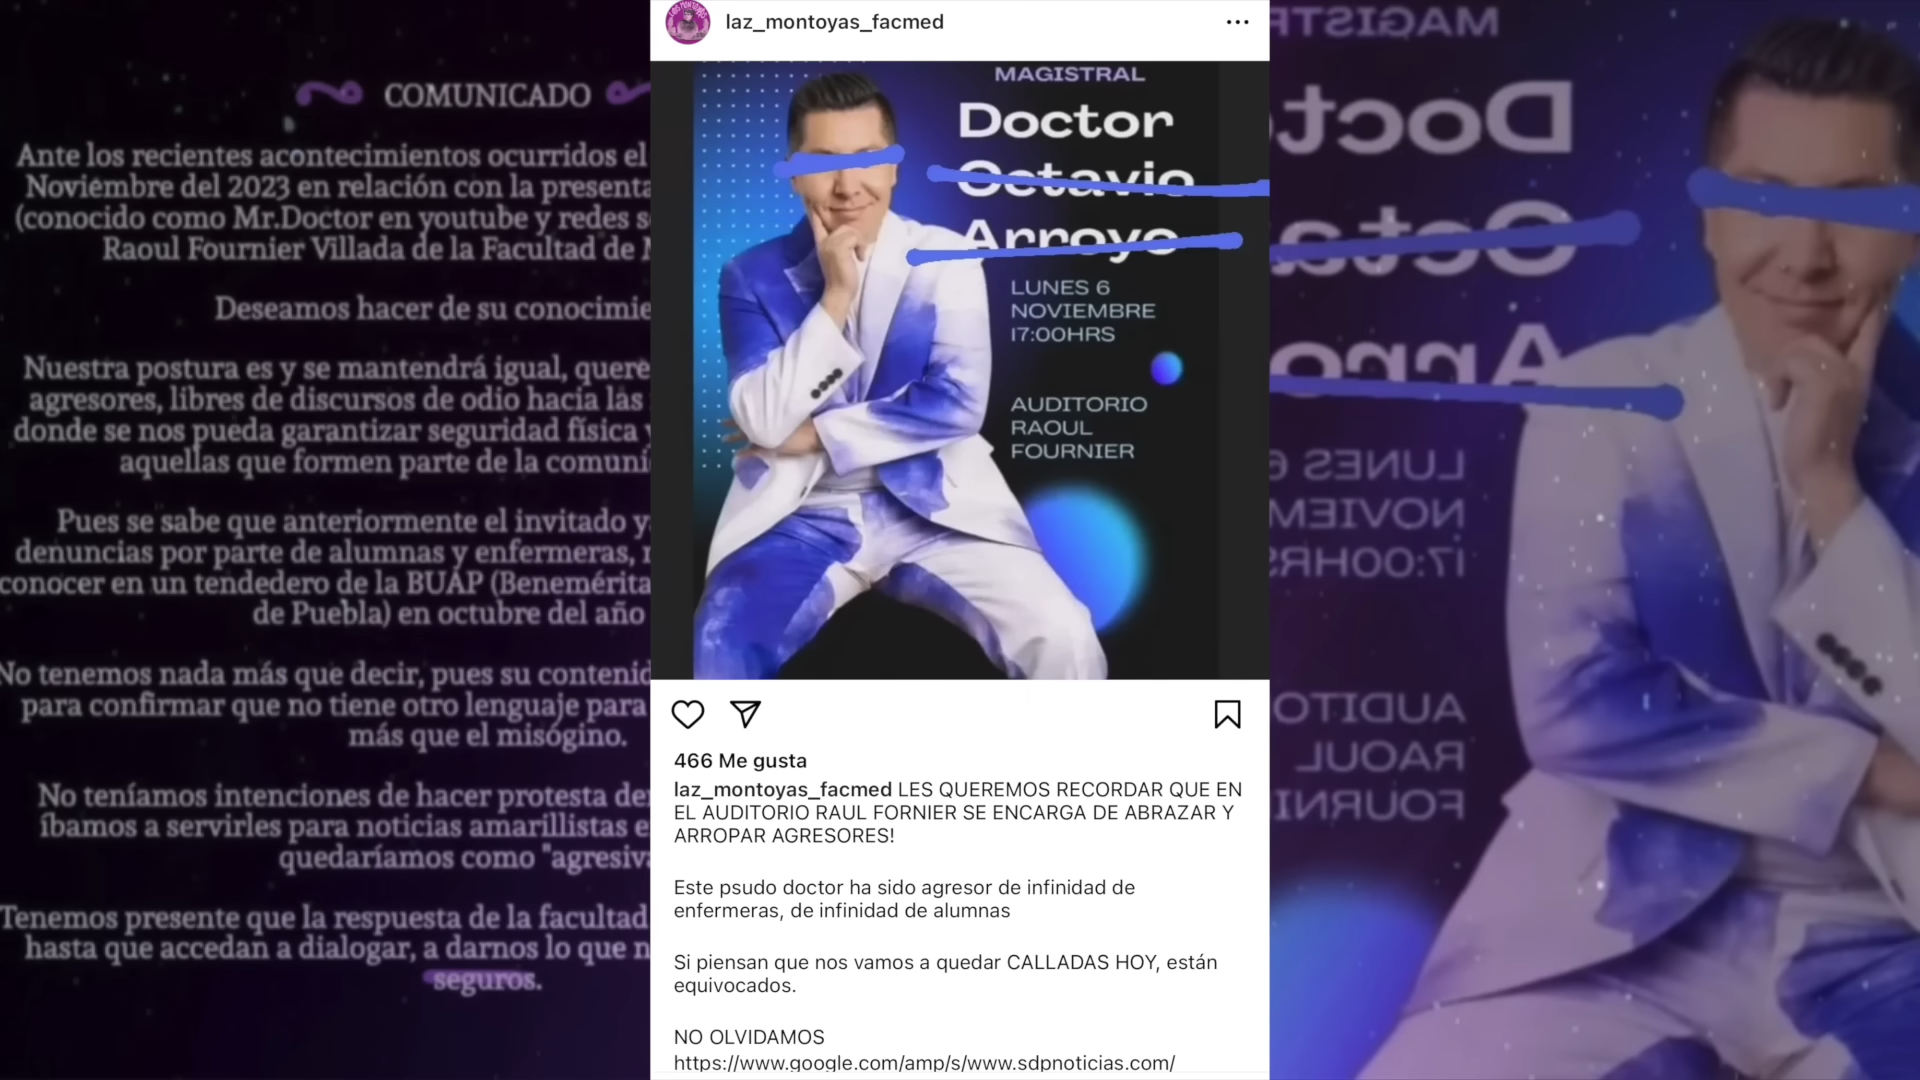 COMUNICADO
Ante los recientes acontecimientos ocurridos el
Noviembre del 2023 en relación con la
(conocido como Mr.Doctor en youtube y redes
Raoul Fournier Villada de la Facultad de
Deseamos hacer de su
Nuestra postura es y se mantendrá igual,
agresores, libres de discursos de odio hacía las
donde se nos pueda garantizar seguridad física
aquellas que formen parte de la
Pues se sabe que anteriormente el invitado
denuncias por parte de alumnas y enfermeras,
conocer en un tendedero de la BUAP (Benemérita
de Puebla) en octubre del año
No tenemos nada más que decir, pues su
para confirmar que no tiene otro lenguaje para
más que el misógino.
No teníamos intenciones de hacer protesta
íbamos a servirles para noticias amarillistas
quedaríamos como
Tenemos presente que la respuesta de la facultad
hasta que accedan a dialogar, a darnos lo que
seguros.
laz_montoyas_facmed
MAGISTRAL
Doctor
Octavio
Arroyo
LUNES 6
NOVIEMBRE
17:00HRS
AUDITORIO
RAOUL
FOURNIER
466 Me gusta
laz_montoyas_facmed LES QUEREMOS RECORDAR QUE EN
EL AUDITORIO RAUL FORNIER SE ENCARGA DE ABRAZAR Y
ARROPAR AGRESORES!
Este psudo doctor ha sido agresor de infinidad de
enfermeras, de infinidad de alumnas
Si piensan que nos vamos a quedar CALLADAS HOY, están
equivocados.
NO OLVIDAMOS
https://www.google.com/amp/s/www.sdpnoticias.com/